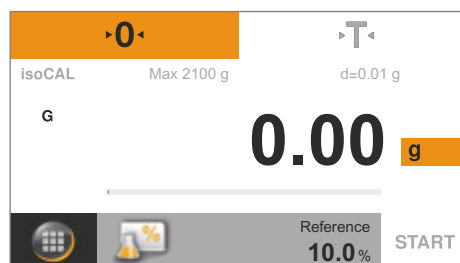 ▸0◂ ▹T◃
isoCAL Max 2100 g d=0.01 g
G
0.00 g
%
Reference
10.0 %
START